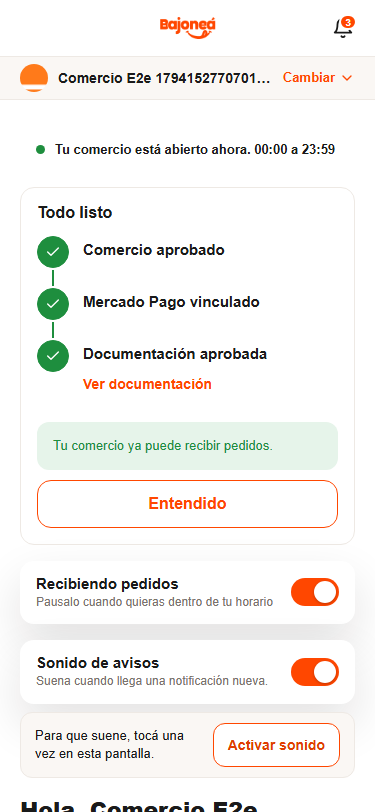 Bajoneá
3
Comercio E2e 1794152770701... Cambiar
Tu comercio está abierto ahora. 00:00 a 23:59
Todo listo
Comercio aprobado
Mercado Pago vinculado
Documentación aprobada
Ver documentación
Tu comercio ya puede recibir pedidos.
Entendido
Recibiendo pedidos
Pausalo cuando quieras dentro de tu horario
Sonido de avisos
Suena cuando llega una notificación nueva.
Para que suene, tocá una
vez en esta pantalla.
Activar sonido
Hola, Comercio E2e